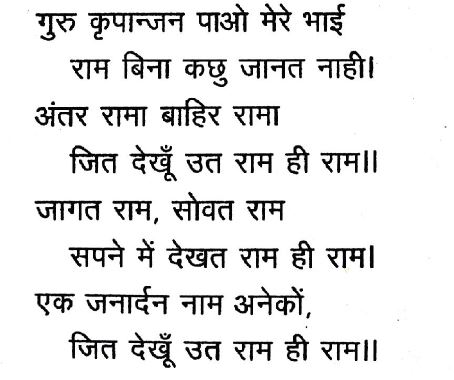 गुरु कृपान्जन पाओ मेरे भाई
राम बिना कछु जानत नाही।
अंतर रामा बाहिर रामा
जित देखूँ उत राम ही राम॥
जागत राम, सोवत राम
सपने में देखत राम ही राम।
एक जनार्दन नाम अनेकों,
जित देखूँ उत राम ही राम॥